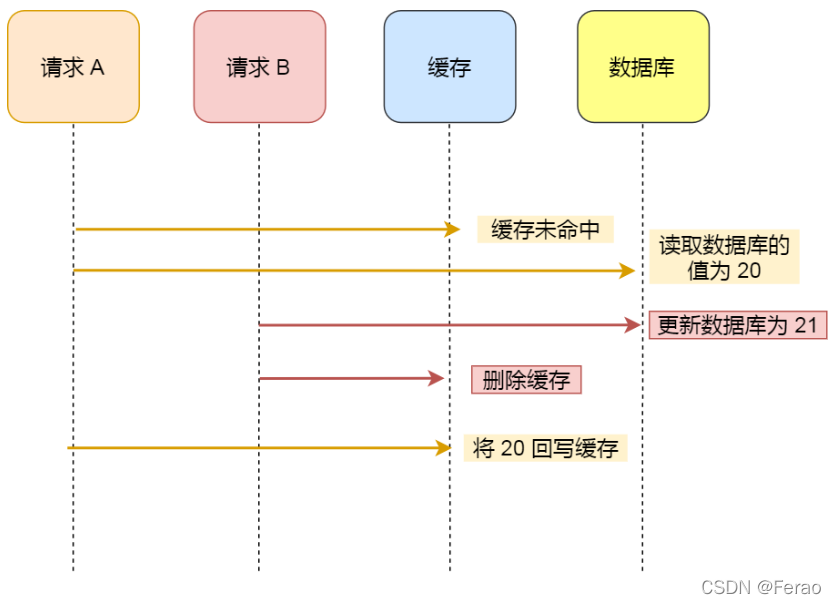 请求 A
请求 B
缓存
数据库
缓存未命中
读取数据库的
值为 20
更新数据库为 21
删除缓存
将 20 回写缓存
CSDN @Ferao